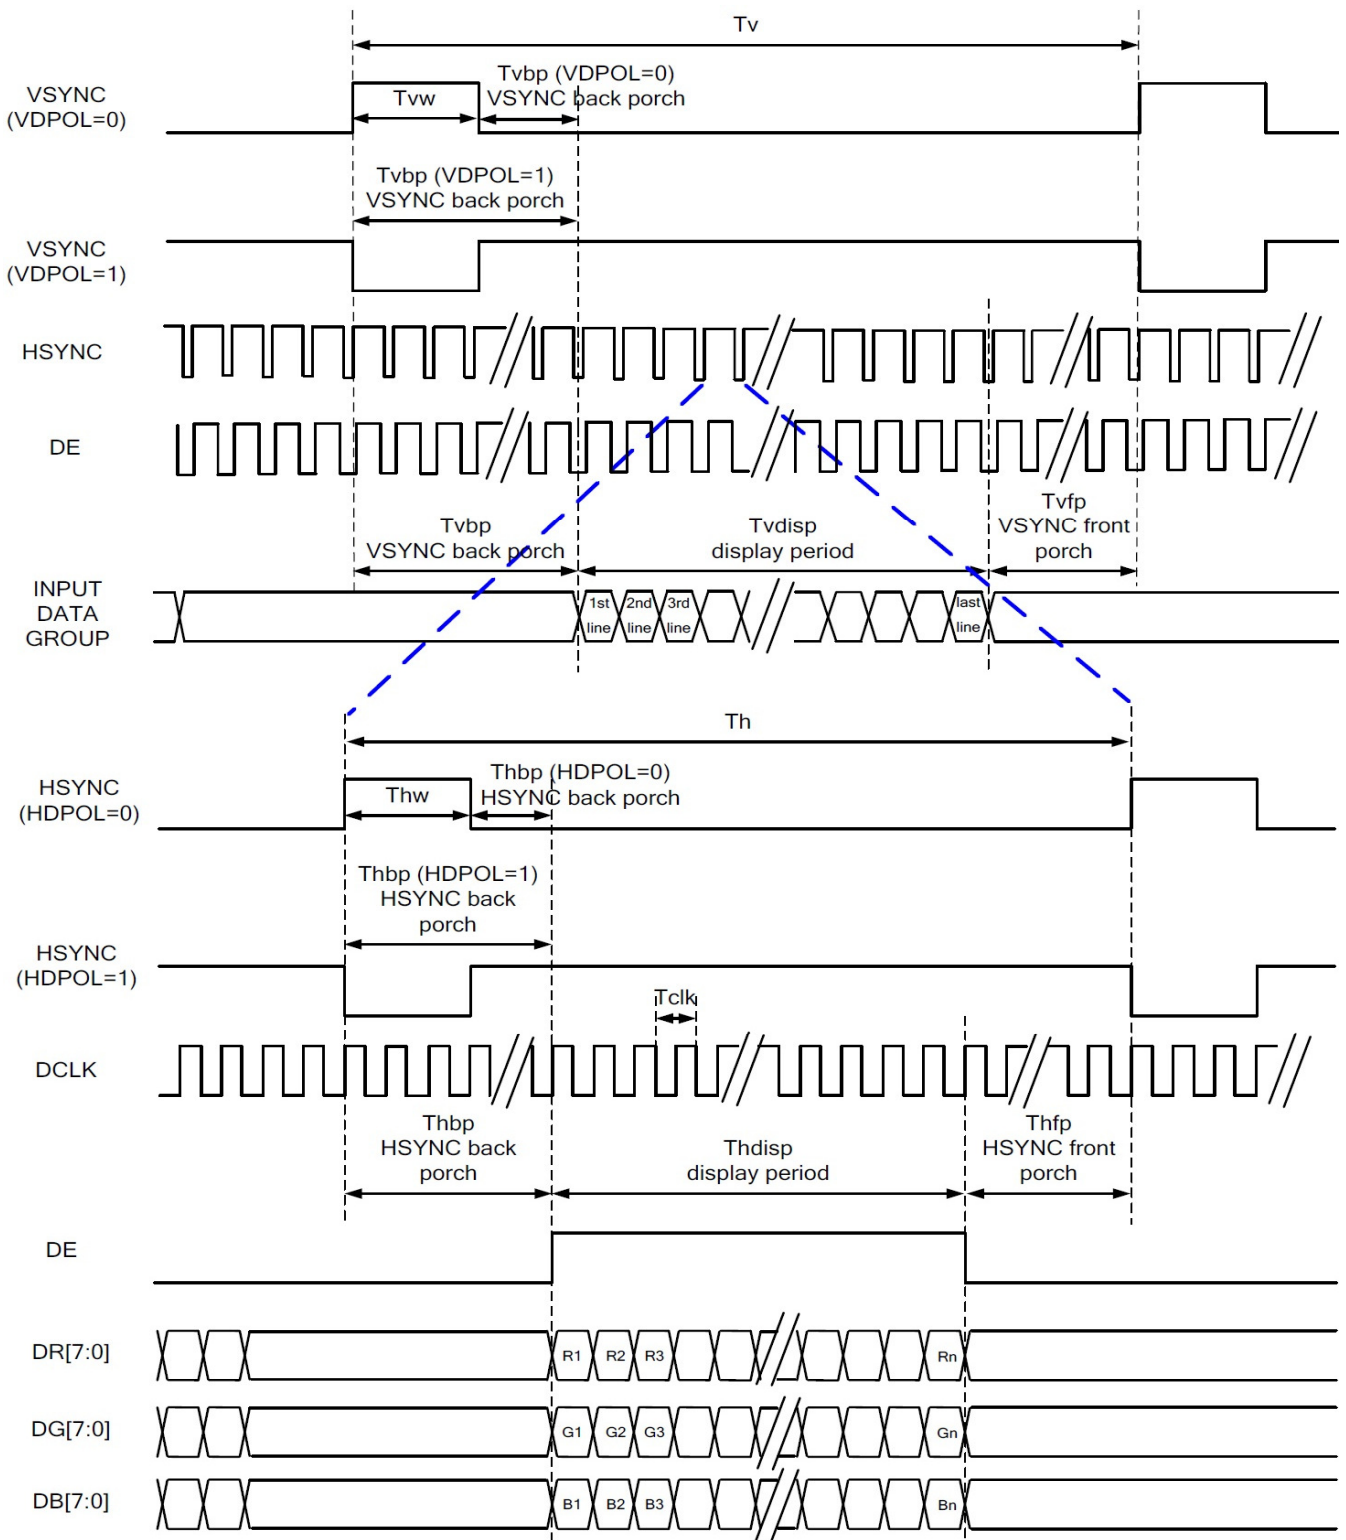 Tv
VSYNC
(VDPOL=0)
Tvw
Tvbp (VDPOL=0)
VSYNC back porch
Tvbp (VDPOL=1)
VSYNC back porch
VSYNC
(VDPOL=1)
HSYNC
DE
Tvbp
VSYNC back porch
Tvdisp
display period
Tvfp
VSYNC front
porch
INPUT
DATA
GROUP
1st
line
2nd
line
3rd
line
last
line
Th
HSYNC
(HDPOL=0)
Thw
Thbp (HDPOL=0)
HSYNC back porch
Thbp (HDPOL=1)
HSYNC back
porch
HSYNC
(HDPOL=1)
Tclk
DCLK
Thbp
HSYNC back
porch
Thdisp
display period
Thfp
HSYNC front
porch
DE
DR[7:0]
R1 R2 R3 Rn
DG[7:0]
G1 G2 G3 Gn
DB[7:0]
B1 B2 B3 Bn